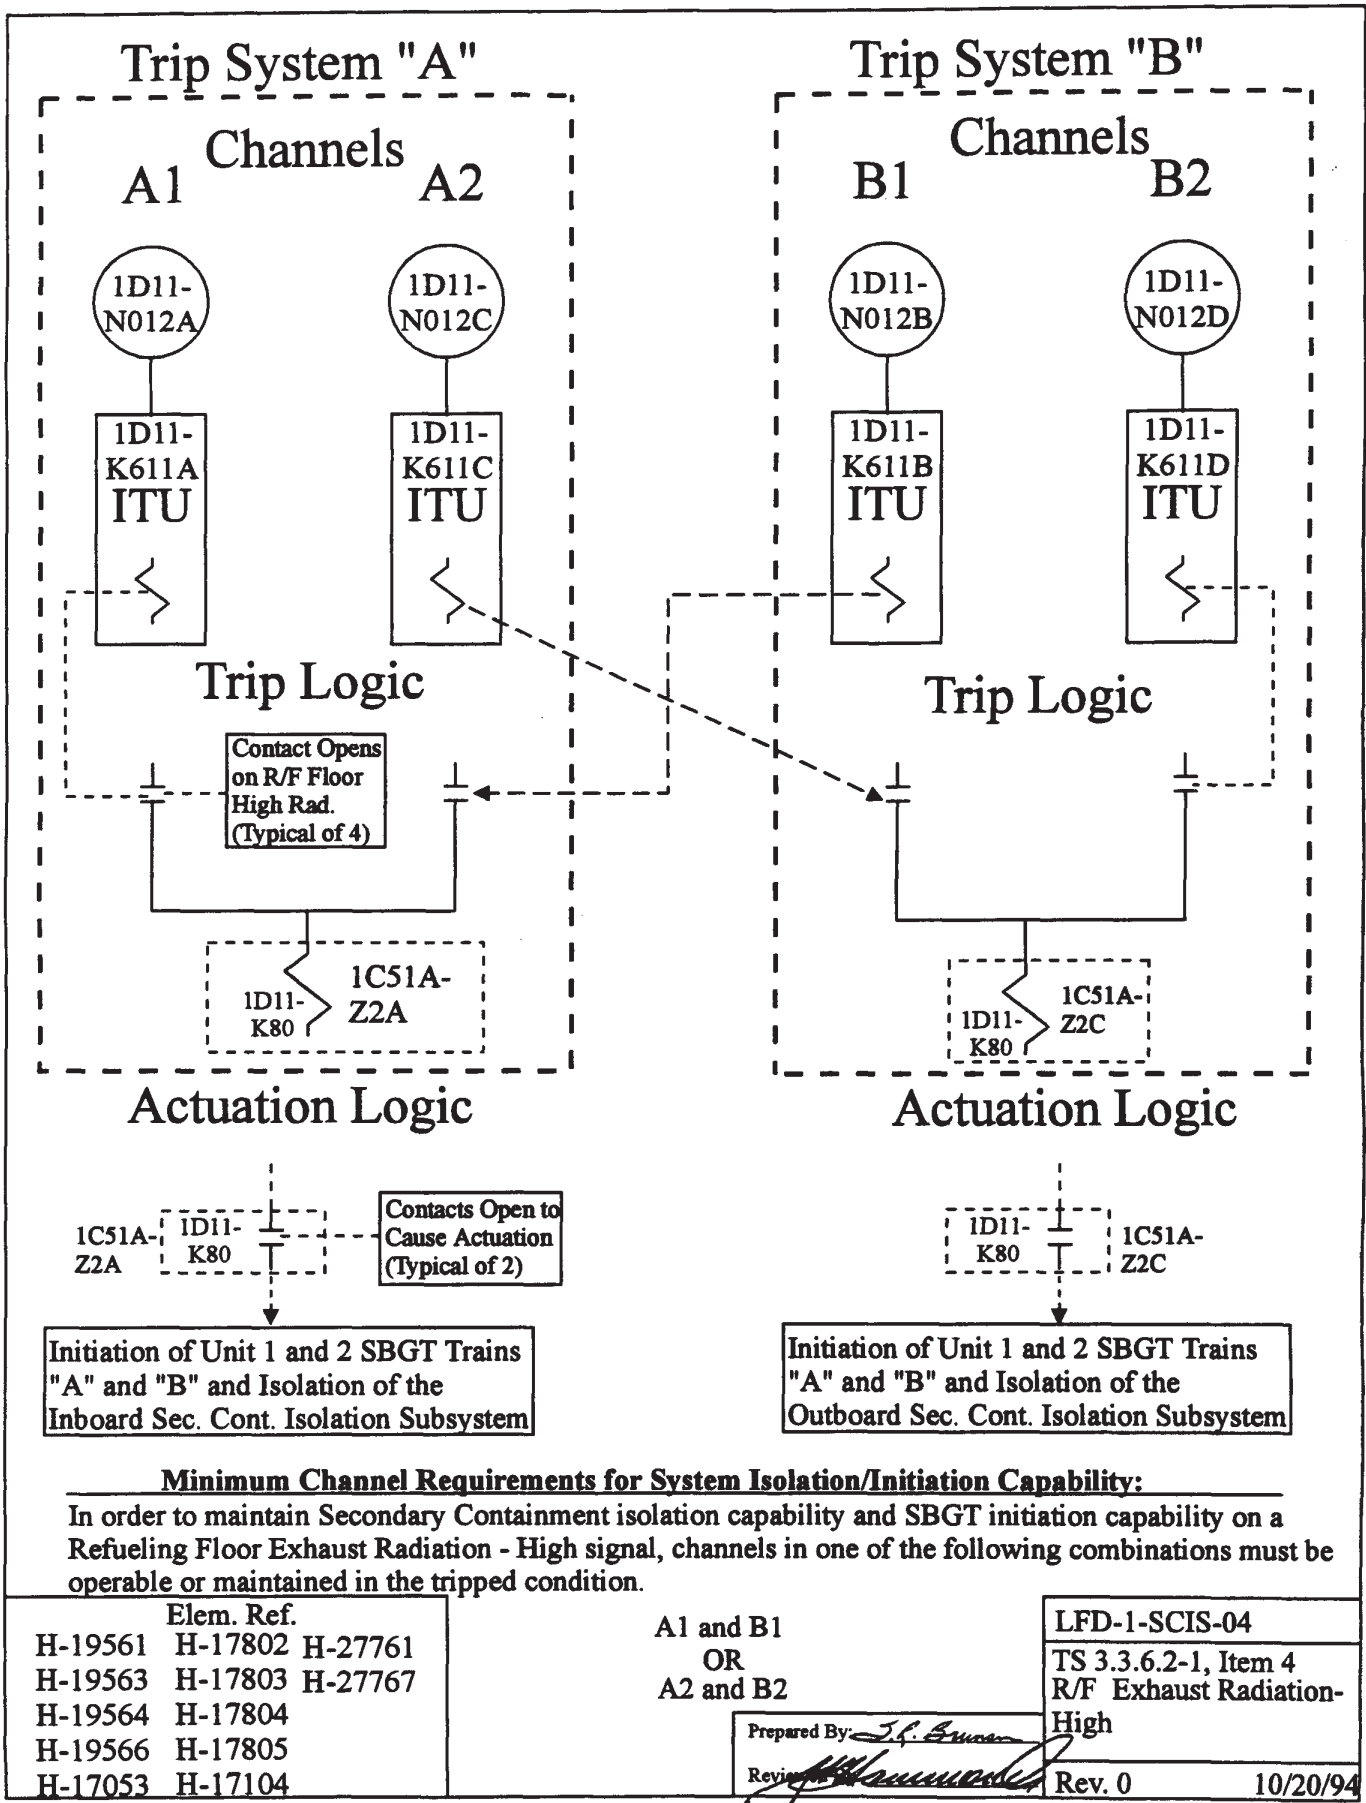 Trip System "A"
Channels
A1
A2
1D11-
N012A
1D11-
N012C
1D11-
K611A
ITU
1D11-
K611C
ITU
Trip Logic
Contact Opens
on R/F Floor
High Rad.
(Typical of 4)
1D11-
K80
1C51A-
Z2A
Actuation Logic
1C51A-
Z2A
1D11-
K80
Contacts Open to
Cause Actuation
(Typical of 2)
Initiation of Unit 1 and 2 SBGT Trains
"A" and "B" and Isolation of the
Inboard Sec. Cont. Isolation Subsystem
Trip System "B"
Channels
B1
B2
1D11-
N012B
1D11-
N012D
1D11-
K611B
ITU
1D11-
K611D
ITU
Trip Logic
1D11-
K80
1C51A-
Z2C
Actuation Logic
1D11-
K80
1C51A-
Z2C
Initiation of Unit 1 and 2 SBGT Trains
"A" and "B" and Isolation of the
Outboard Sec. Cont. Isolation Subsystem
Minimum Channel Requirements for System Isolation/Initiation Capability:
In order to maintain Secondary Containment isolation capability and SBGT initiation capability on a
Refueling Floor Exhaust Radiation - High signal, channels in one of the following combinations must be
operable or maintained in the tripped condition.
Elem. Ref.
H-19561 H-17802 H-27761
H-19563 H-17803 H-27767
H-19564 H-17804
H-19566 H-17805
H-17053 H-17104
A1 and B1
OR
A2 and B2
Prepared By:
LFD-1-SCIS-04
TS 3.3.6.2-1, Item 4
R/F Exhaust Radiation-
High
Rev. 0 10/20/94